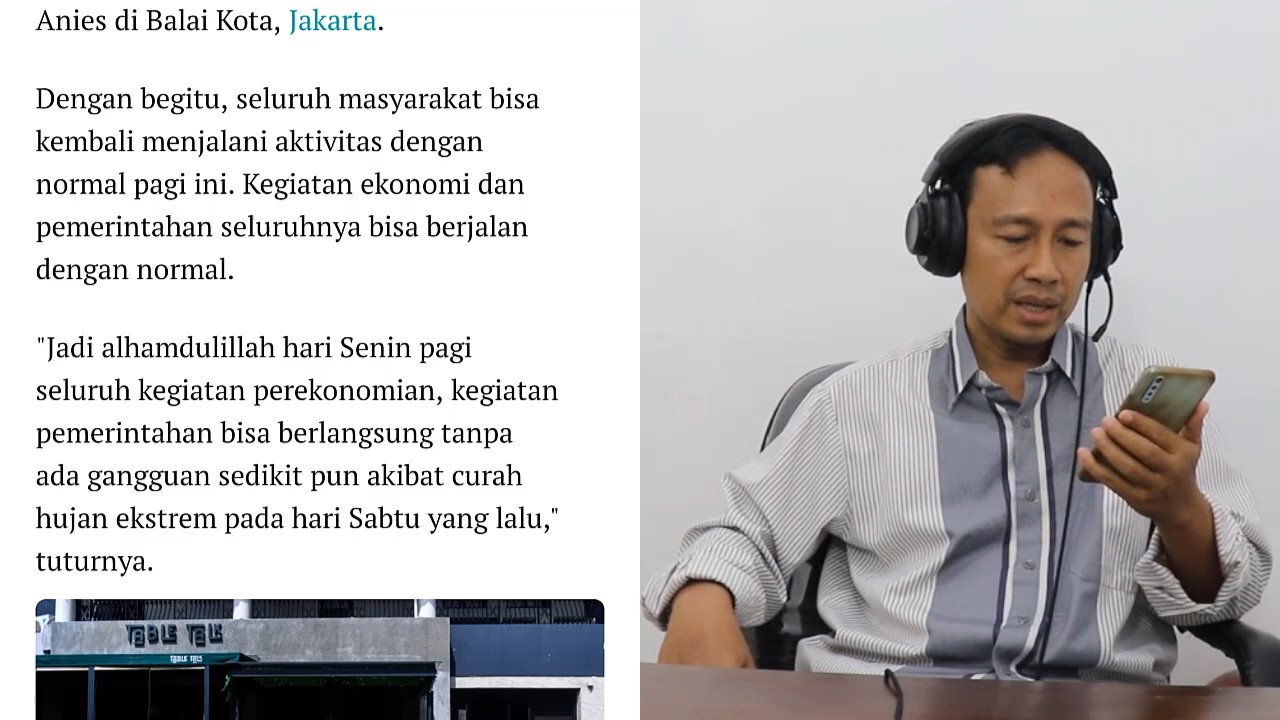 Anies di Balai Kota, Jakarta.
Dengan begitu, seluruh masyarakat bisa
kembali menjalani aktivitas dengan
normal pagi ini. Kegiatan ekonomi dan
pemerintahan seluruhnya bisa berjalan
dengan normal.
"Jadi alhamdulillah hari Senin pagi
seluruh kegiatan perekonomian, kegiatan
pemerintahan bisa berlangsung tanpa
ada gangguan sedikit pun akibat curah
hujan ekstrem pada hari Sabtu yang lalu,"
tuturnya.
TABLE TALK
TABLE TALK